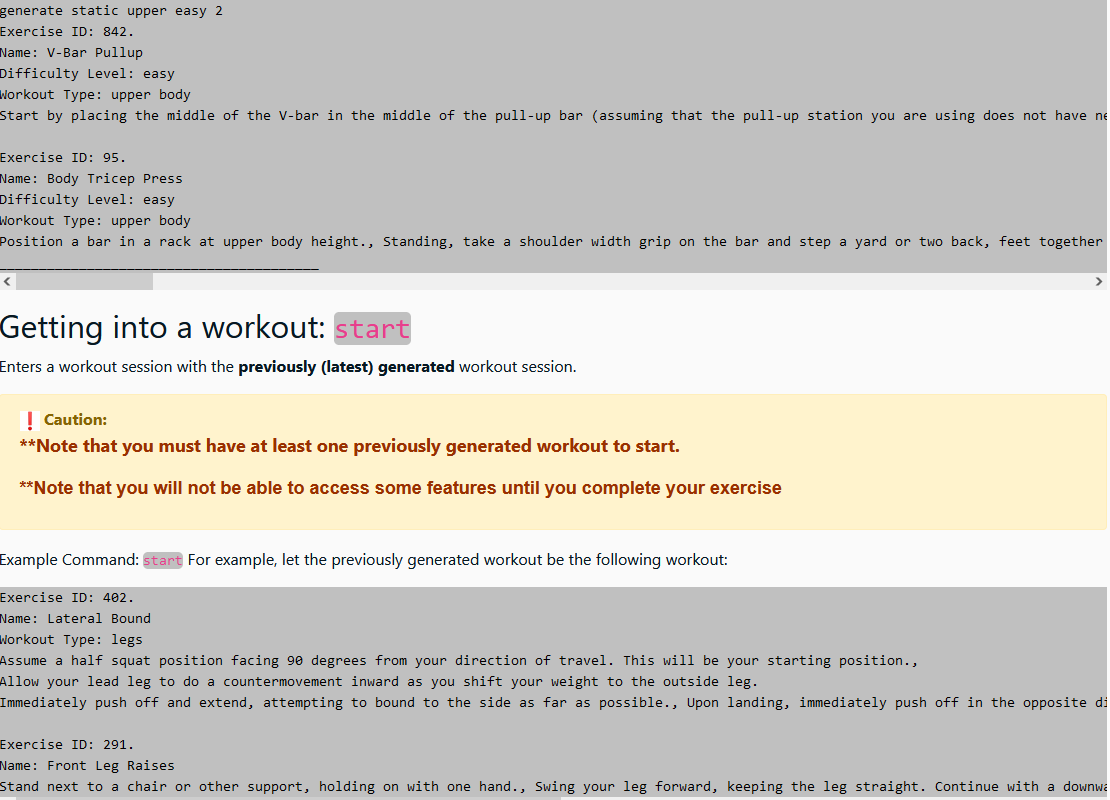 generate static upper easy 2
Exercise ID: 842.
Name: V-Bar Pullup
Difficulty Level: easy
Workout Type: upper body
Start by placing the middle of the V-bar in the middle of the pull-up bar (assuming that the pull-up station you are using does not have
Exercise ID: 95.
Name: Body Tricep Press
Difficulty Level: easy
Workout Type: upper body
Position a bar in a rack at upper body height., Standing, take a shoulder width grip on the bar and step a yard or two back, feet together
________________________________________
Getting into a workout: start
Enters a workout session with the previously (latest) generated workout session.
❗ Caution:
**Note that you must have at least one previously generated workout to start.
**Note that you will not be able to access some features until you complete your exercise
Example Command: start For example, let the previously generated workout be the following workout:
Exercise ID: 402.
Name: Lateral Bound
Workout Type: legs
Assume a half squat position facing 90 degrees from your direction of travel. This will be your starting position.,
Allow your lead leg to do a countermovement inward as you shift your weight to the outside leg.
Immediately push off and extend, attempting to bound to the side as far as possible., Upon landing, immediately push off in the opposite
Exercise ID: 291.
Name: Front Leg Raises
Stand next to a chair or other support, holding on with one hand., Swing your leg forward, keeping the leg straight. Continue with a